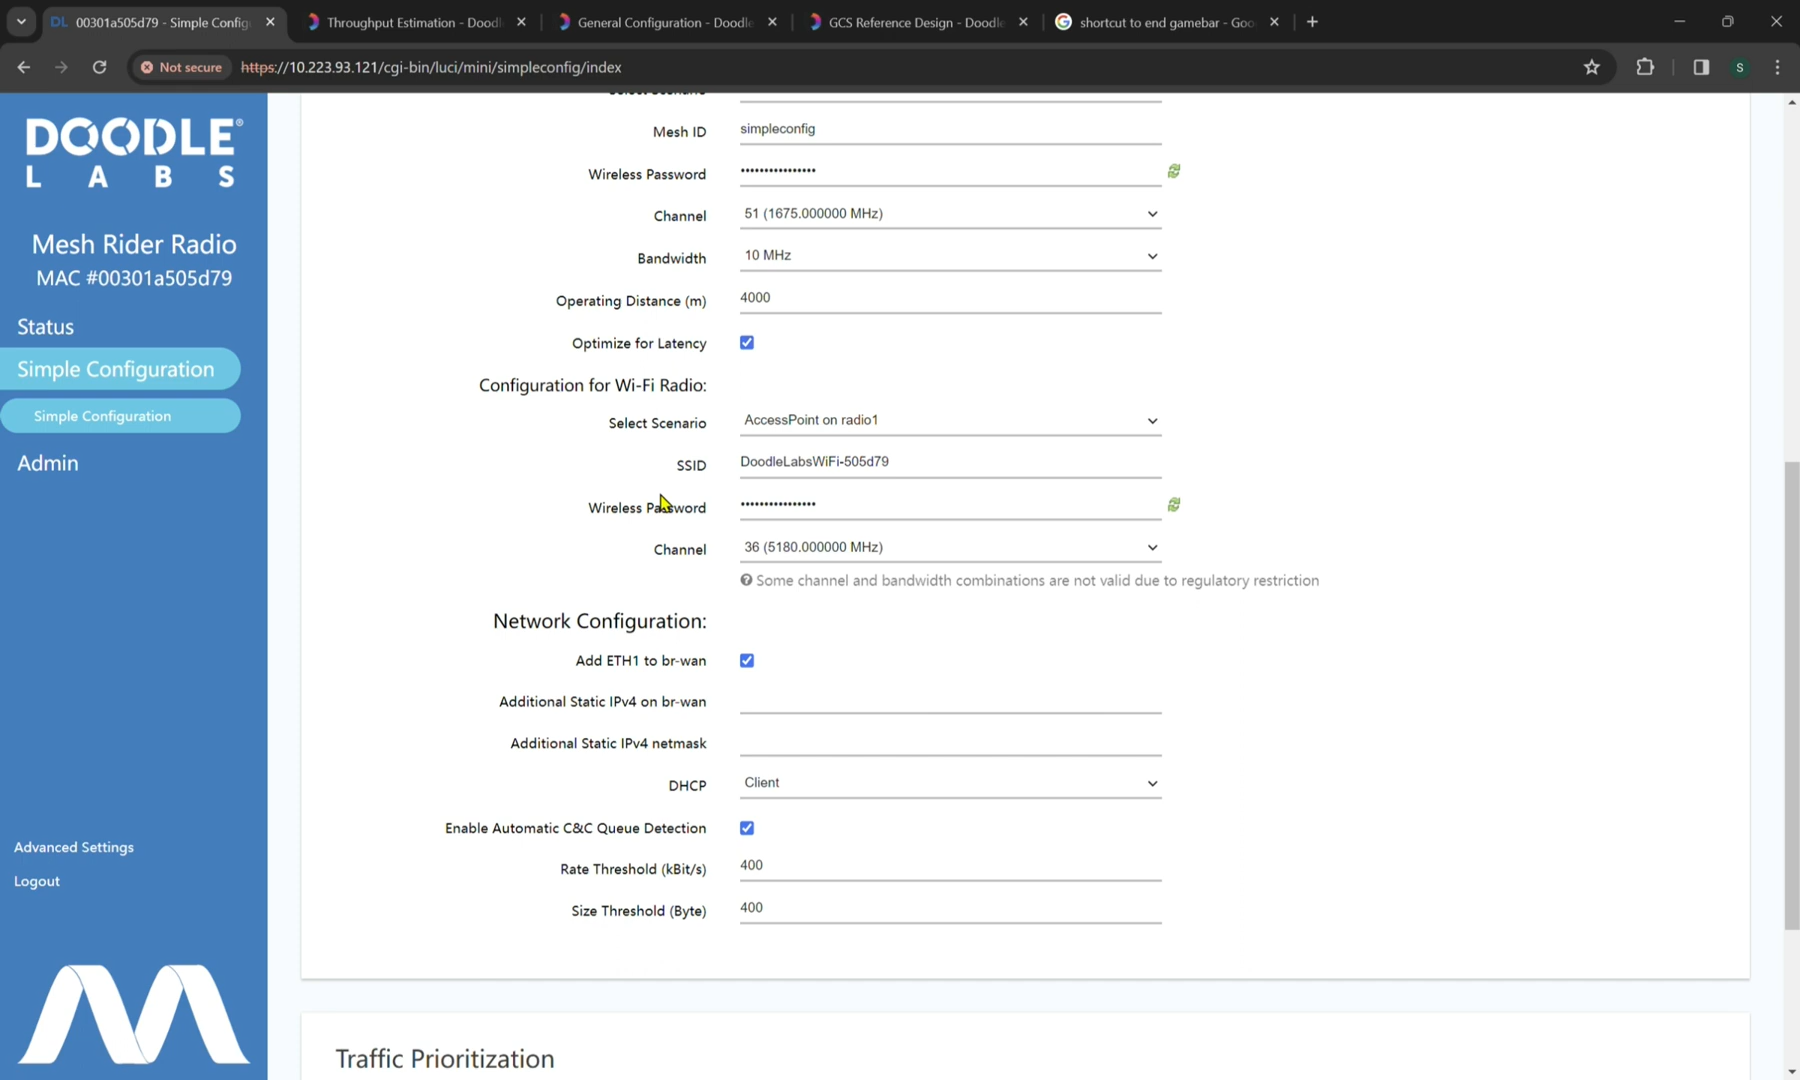 00301a505d79 - Simple Config
Throughput Estimation - Doodl
General Configuration - Doodle
GCS Reference Design - Doodle
shortcut to end gamebar - Goo
Not secure
https://10.223.93.121/cgi-bin/luci/mini/simpleconfig/index
S
DOODLE®
LABS
Mesh Rider Radio
MAC #00301a505d79
Status
Simple Configuration
Simple Configuration
Admin
Advanced Settings
Logout
Select Scenario
Mesh ID simpleconfig
Wireless Password ••••••••••••••••
Channel 51 (1675.000000 MHz)
Bandwidth 10 MHz
Operating Distance (m) 4000
Optimize for Latency
Configuration for Wi-Fi Radio:
Select Scenario AccessPoint on radio1
SSID DoodleLabsWiFi-505d79
Wireless Password ••••••••••••••••
Channel 36 (5180.000000 MHz)
Some channel and bandwidth combinations are not valid due to regulatory restriction
Network Configuration:
Add ETH1 to br-wan
Additional Static IPv4 on br-wan
Additional Static IPv4 netmask
DHCP Client
Enable Automatic C&C Queue Detection
Rate Threshold (kBit/s) 400
Size Threshold (Byte) 400
Traffic Prioritization